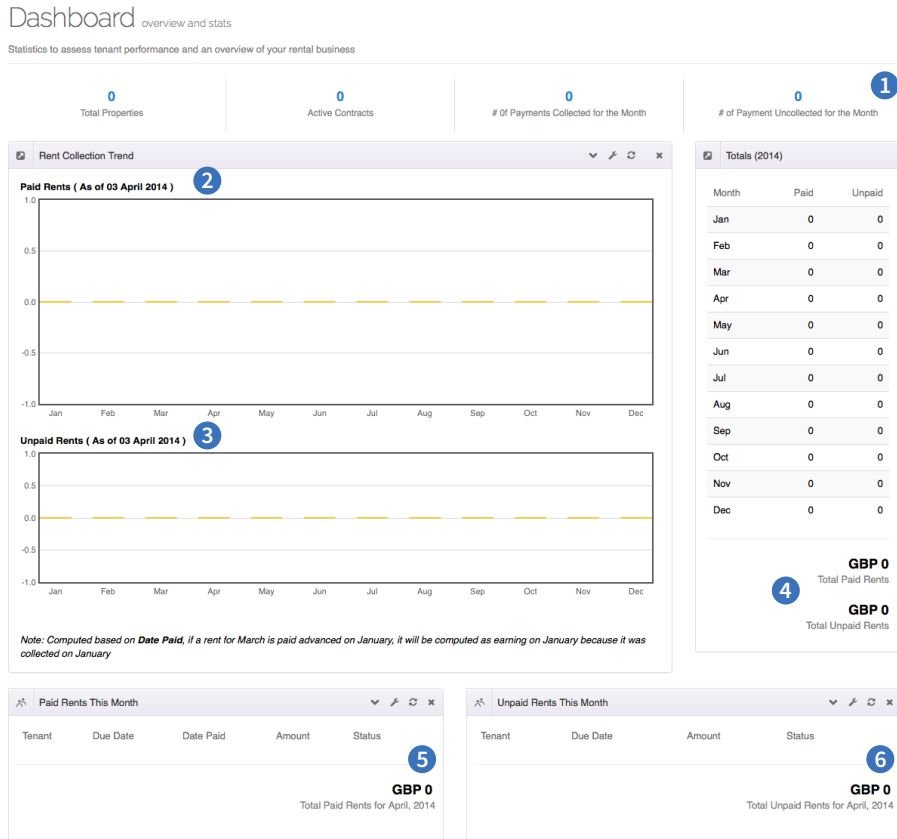 Dashboard overview and stats
Statistics to assess tenant performance and an overview of your rental business
0
Total Properties
0
Active Contracts
0
# Of Payments Collected for the Month
0
# of Payment Uncollected for the Month
1
Rent Collection Trend
Paid Rents ( As of 03 April 2014 )
2
1.0
0.5
0.0
-0.5
-1.0
Jan Feb Mar Apr May Jun Jul Aug Sep Oct Nov Dec
Unpaid Rents ( As of 03 April 2014 )
3
1.0
0.5
0.0
-0.5
-1.0
Jan Feb Mar Apr May Jun Jul Aug Sep Oct Nov Dec
Note: Computed based on Date Paid, if a rent for March is paid advanced on January, it will be computed as earning on January because it was
collected on January
Totals (2014)
Month Paid Unpaid
Jan 0 0
Feb 0 0
Mar 0 0
Apr 0 0
May 0 0
Jun 0 0
Jul 0 0
Aug 0 0
Sep 0 0
Oct 0 0
Nov 0 0
Dec 0 0
GBP 0
Total Paid Rents
4
GBP 0
Total Unpaid Rents
Paid Rents This Month
Tenant Due Date Date Paid Amount Status
5
GBP 0
Total Paid Rents for April, 2014
Unpaid Rents This Month
Tenant Due Date Amount Status
6
GBP 0
Total Unpaid Rents for April, 2014